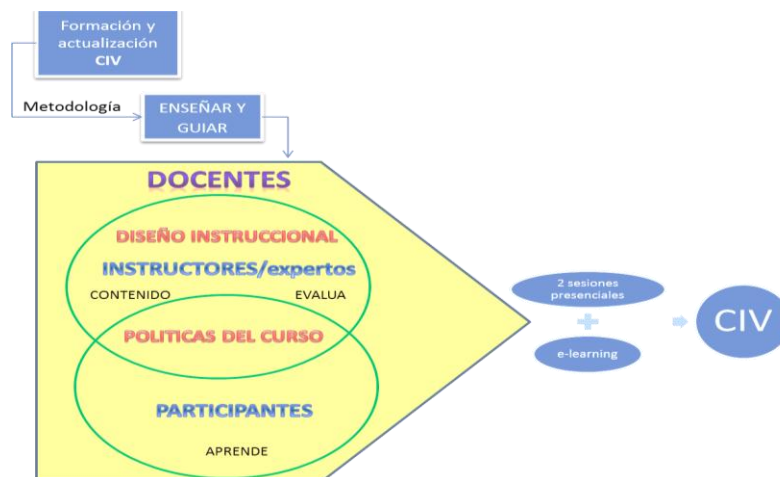 Formación y
actualización
CIV
Metodología
ENSEÑAR Y
GUIAR
DOCENTES
DISEÑO INSTRUCCIONAL
INSTRUCTORES/expertos
CONTENIDO EVALUA
POLITICAS DEL CURSO
PARTICIPANTES
APRENDE
2 sesiones
presenciales
e-learning
CIV